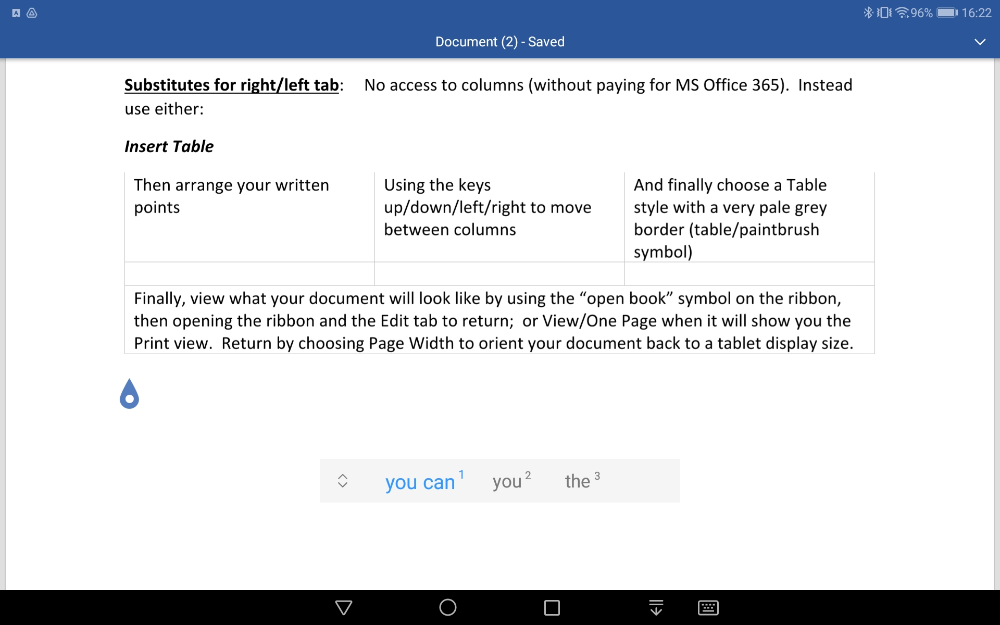 A
96% 16:22
Document (2) - Saved
Substitutes for right/left tab:    No access to columns (without paying for MS Office 365).  Instead
use either:
Insert Table
Then arrange your written
points
Using the keys
up/down/left/right to move
between columns
And finally choose a Table
style with a very pale grey
border (table/paintbrush
symbol)
Finally, view what your document will look like by using the “open book” symbol on the ribbon,
then opening the ribbon and the Edit tab to return;  or View/One Page when it will show you the
Print view.  Return by choosing Page Width to orient your document back to a tablet display size.
you can 1 you 2 the 3